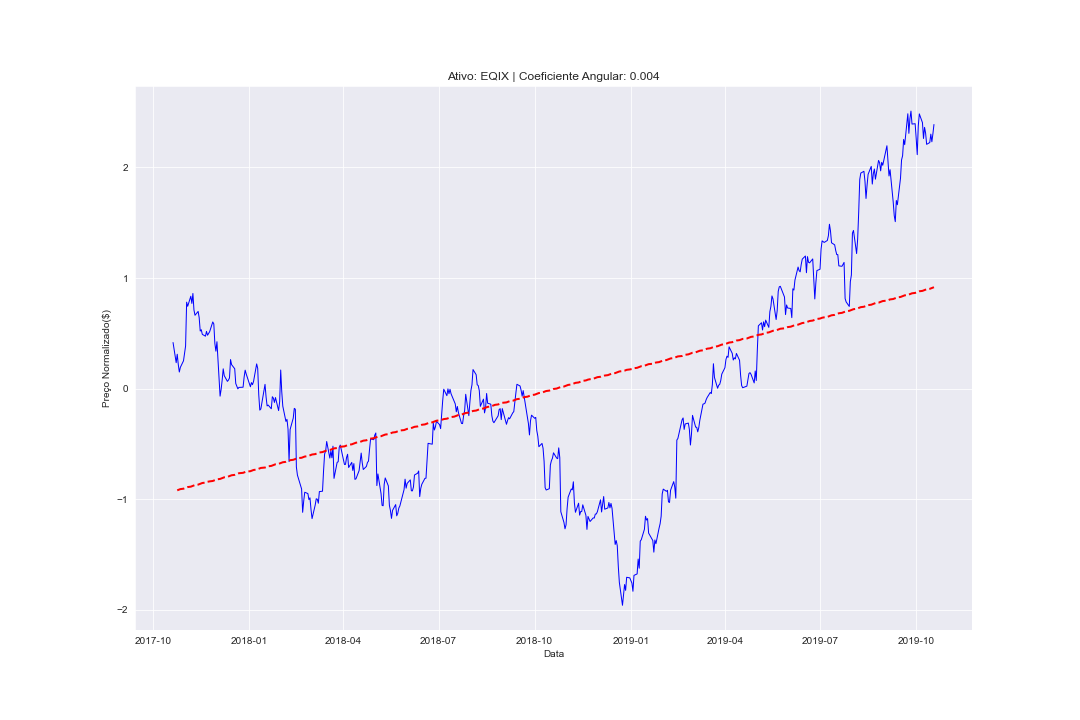 Ativo: EQIX | Coeficiente Angular: 0.004
Preço Normalizado($)
2
1
0
−1
−2
2017-10 2018-01 2018-04 2018-07 2018-10 2019-01 2019-04 2019-07 2019-10
Data